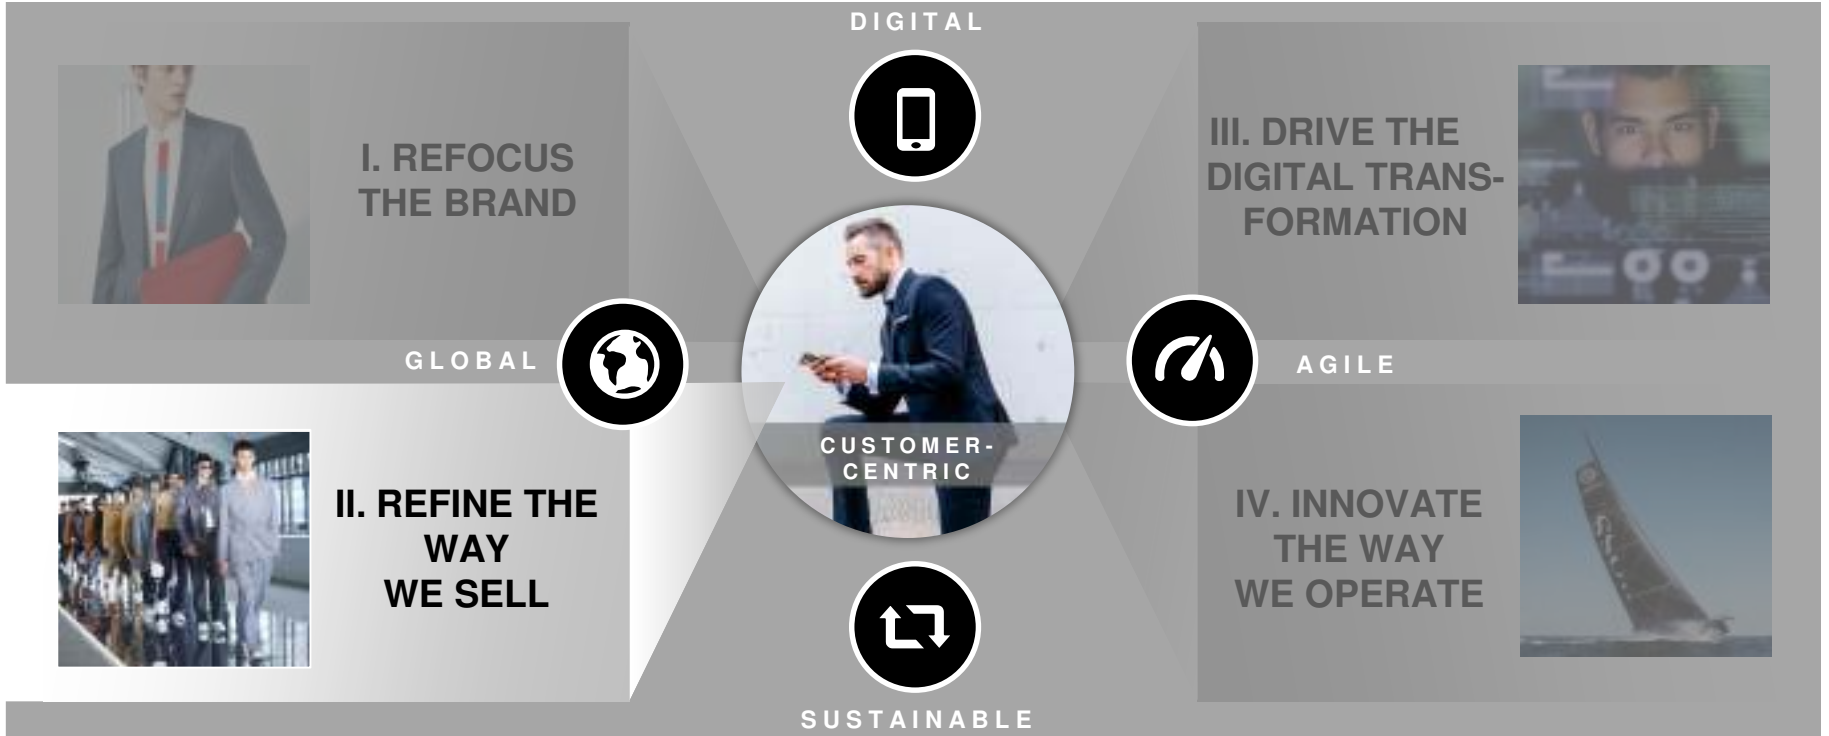 DIGITAL
I. REFOCUS
THE BRAND
III. DRIVE THE
DIGITAL TRANS-
FORMATION
GLOBAL
AGILE
CUSTOMER-
CENTRIC
II. REFINE THE
WAY
WE SELL
IV. INNOVATE
THE WAY
WE OPERATE
SUSTAINABLE